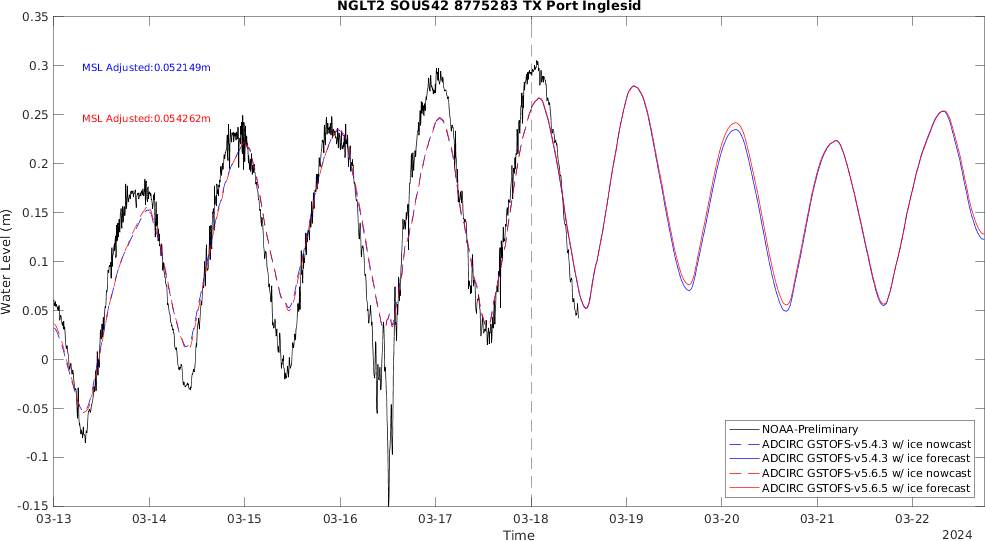 NGLT2 SOUS42 8775283 TX Port Inglesid
0.35
0.3
0.25
0.2
0.15
0.1
0.05
0
-0.05
-0.1
-0.15
Water Level (m)
MSL Adjusted:0.052149m
MSL Adjusted:0.054262m
NOAA-Preliminary
ADCIRC GSTOFS-v5.4.3 w/ ice nowcast
ADCIRC GSTOFS-v5.4.3 w/ ice forecast
ADCIRC GSTOFS-v5.6.5 w/ ice nowcast
ADCIRC GSTOFS-v5.6.5 w/ ice forecast
03-13 03-14 03-15 03-16 03-17 03-18 03-19 03-20 03-21 03-22
Time
2024